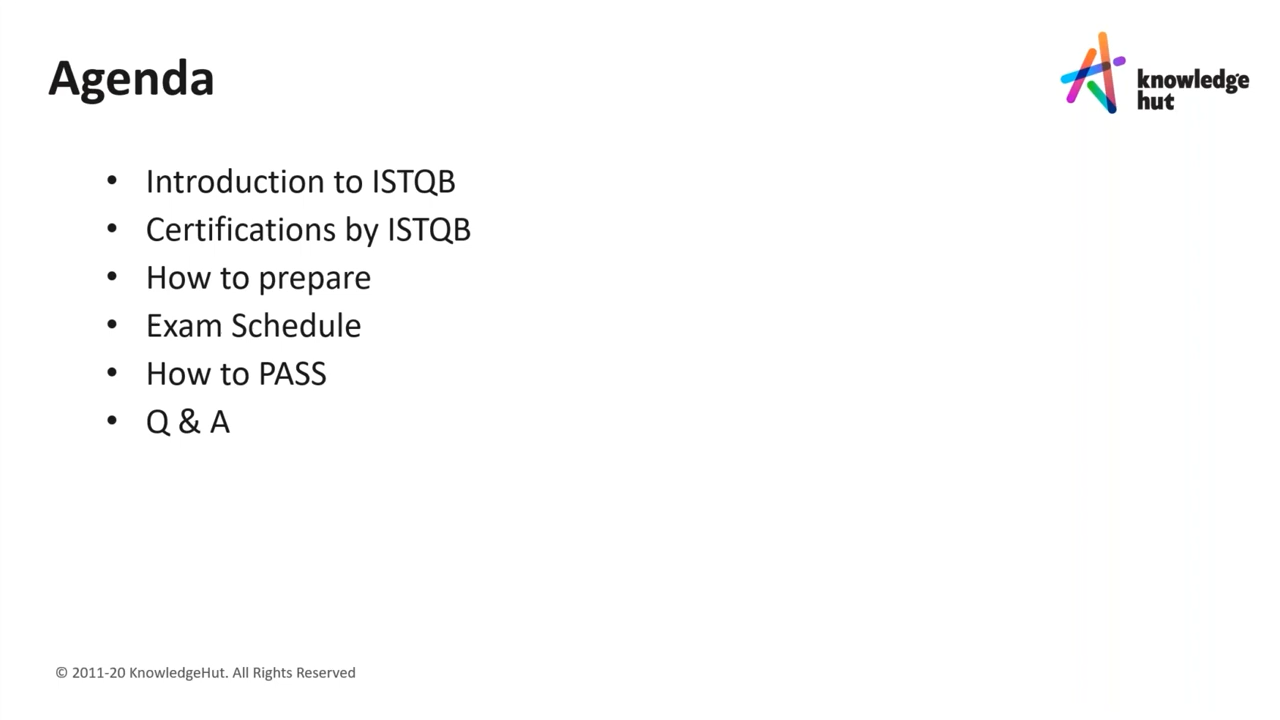 Agenda
knowledge
hut
• Introduction to ISTQB
• Certifications by ISTQB
• How to prepare
• Exam Schedule
• How to PASS
• Q & A
© 2011-20 KnowledgeHut. All Rights Reserved